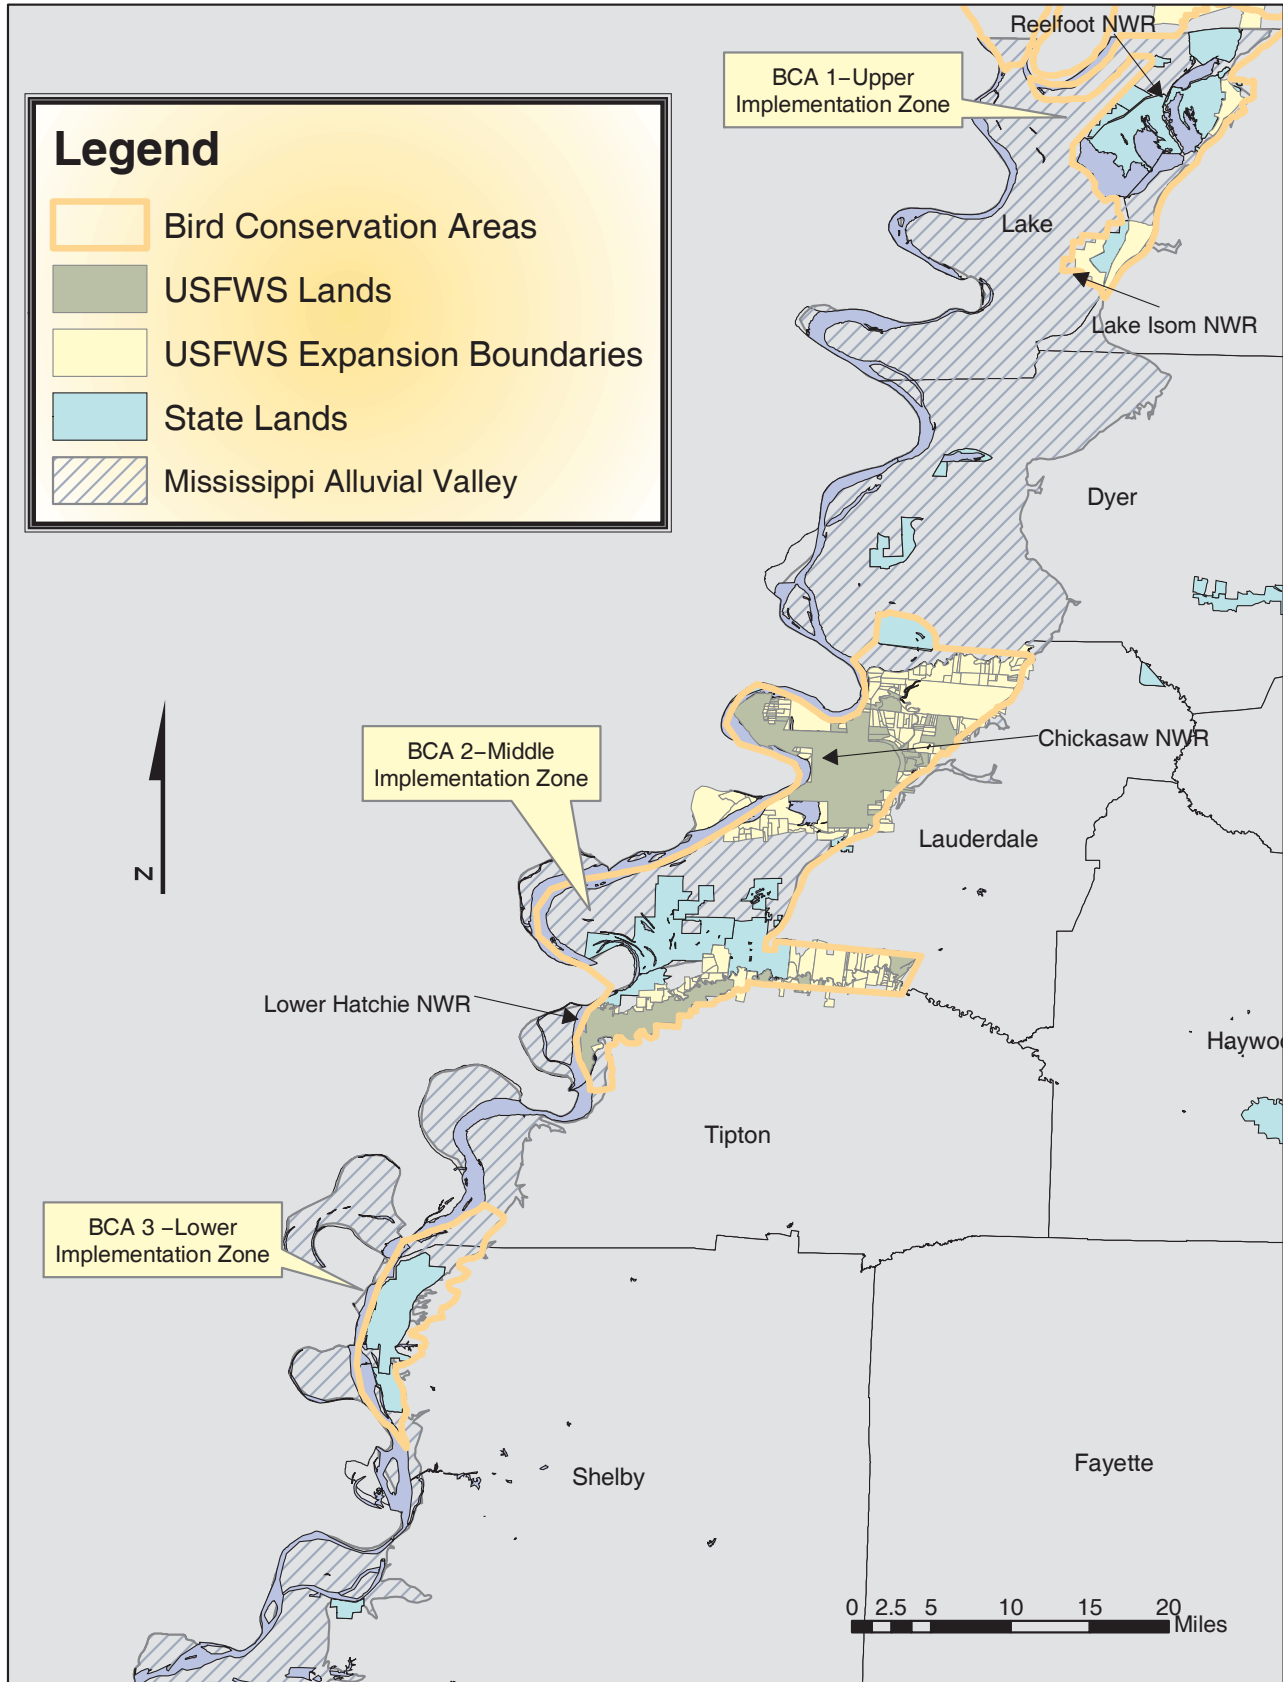 Reelfoot NWR
BCA 1–Upper
Implementation Zone
Legend
Bird Conservation Areas
USFWS Lands
USFWS Expansion Boundaries
State Lands
Mississippi Alluvial Valley
Lake
Lake Isom NWR
Dyer
BCA 2–Middle
Implementation Zone
Chickasaw NWR
Lauderdale
N
Lower Hatchie NWR
Haywoo
Tipton
BCA 3 –Lower
Implementation Zone
Shelby
Fayette
0 2.5 5 10 15 20
Miles